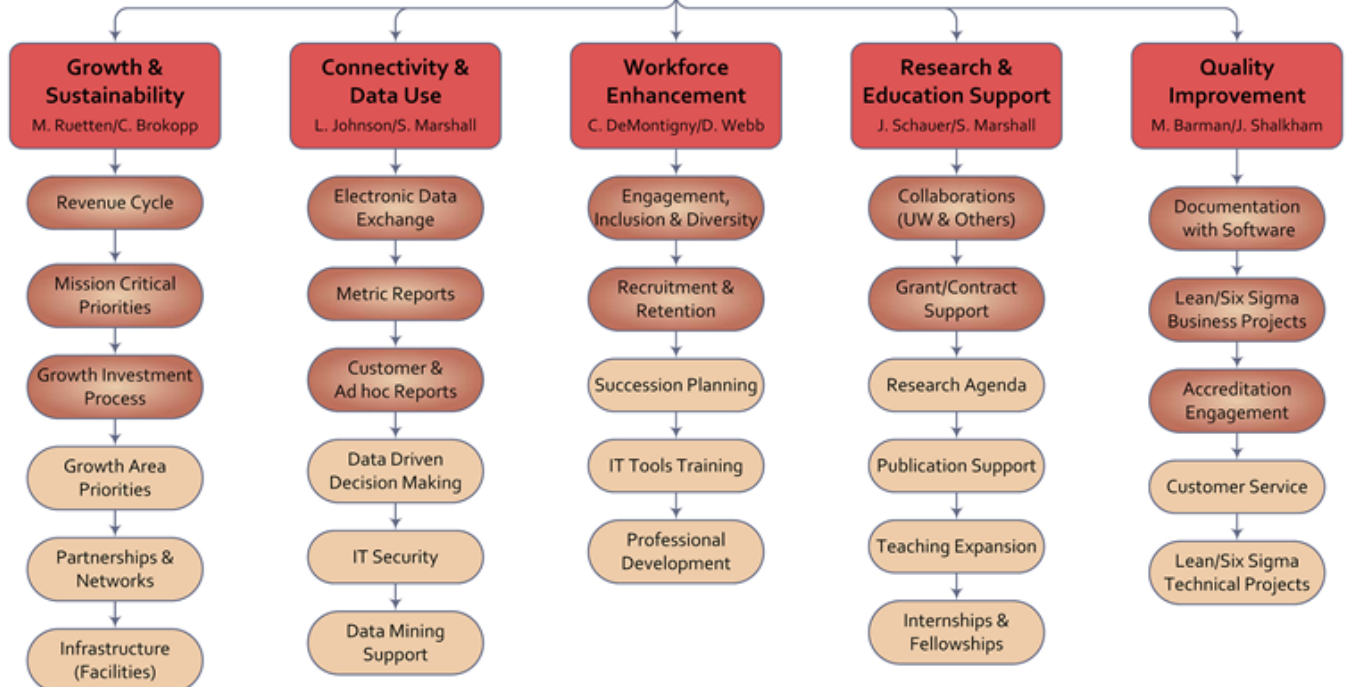 Growth &
Sustainability
M. Ruetten/C. Brokopp
Revenue Cycle
Mission Critical
Priorities
Growth Investment
Process
Growth Area
Priorities
Partnerships &
Networks
Infrastructure
(Facilities)
Connectivity &
Data Use
L. Johnson/S. Marshall
Electronic Data
Exchange
Metric Reports
Customer &
Ad hoc Reports
Data Driven
Decision Making
IT Security
Data Mining
Support
Workforce
Enhancement
C. DeMontigny/D. Webb
Engagement,
Inclusion & Diversity
Recruitment &
Retention
Succession Planning
IT Tools Training
Professional
Development
Research &
Education Support
J. Schauer/S. Marshall
Collaborations
(UW & Others)
Grant/Contract
Support
Research Agenda
Publication Support
Teaching Expansion
Internships &
Fellowships
Quality
Improvement
M. Barman/J. Shalkham
Documentation
with Software
Lean/Six Sigma
Business Projects
Accreditation
Engagement
Customer Service
Lean/Six Sigma
Technical Projects